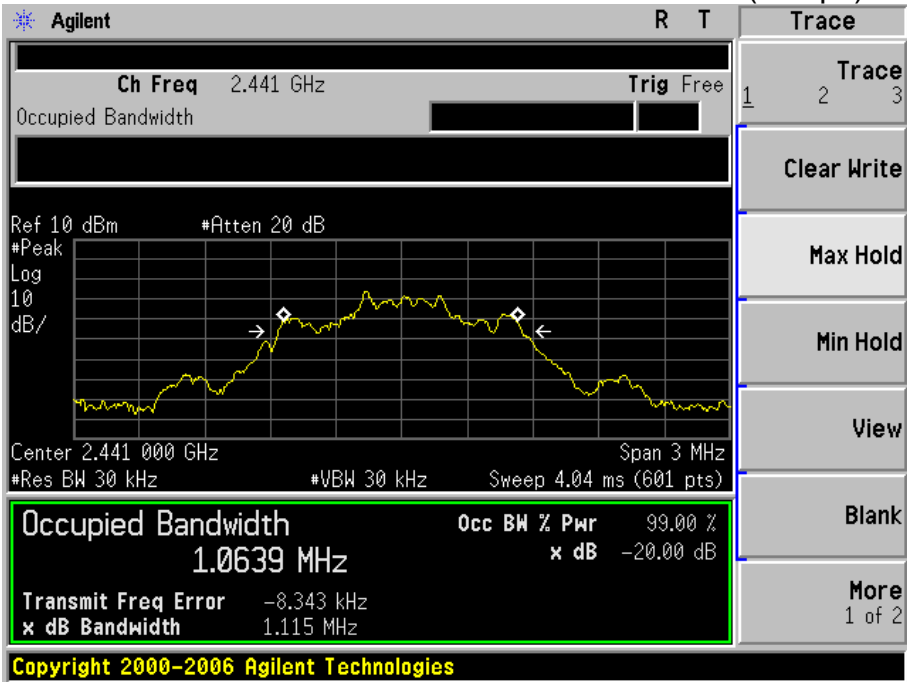 Agilent R T
Ch Freq 2.441 GHz Trig Free
Occupied Bandwidth
Ref 10 dBm #Atten 20 dB
#Peak
Log
10
dB/
Center 2.441 000 GHz Span 3 MHz
#Res BW 30 kHz #VBW 30 kHz Sweep 4.04 ms (601 pts)
Occupied Bandwidth
1.0639 MHz
Occ BW % Pwr 99.00 %
x dB -20.00 dB
Transmit Freq Error -8.343 kHz
x dB Bandwidth 1.115 MHz
Copyright 2000-2006 Agilent Technologies
Trace
Trace
1 2 3
Clear Write
Max Hold
Min Hold
View
Blank
More
1 of 2